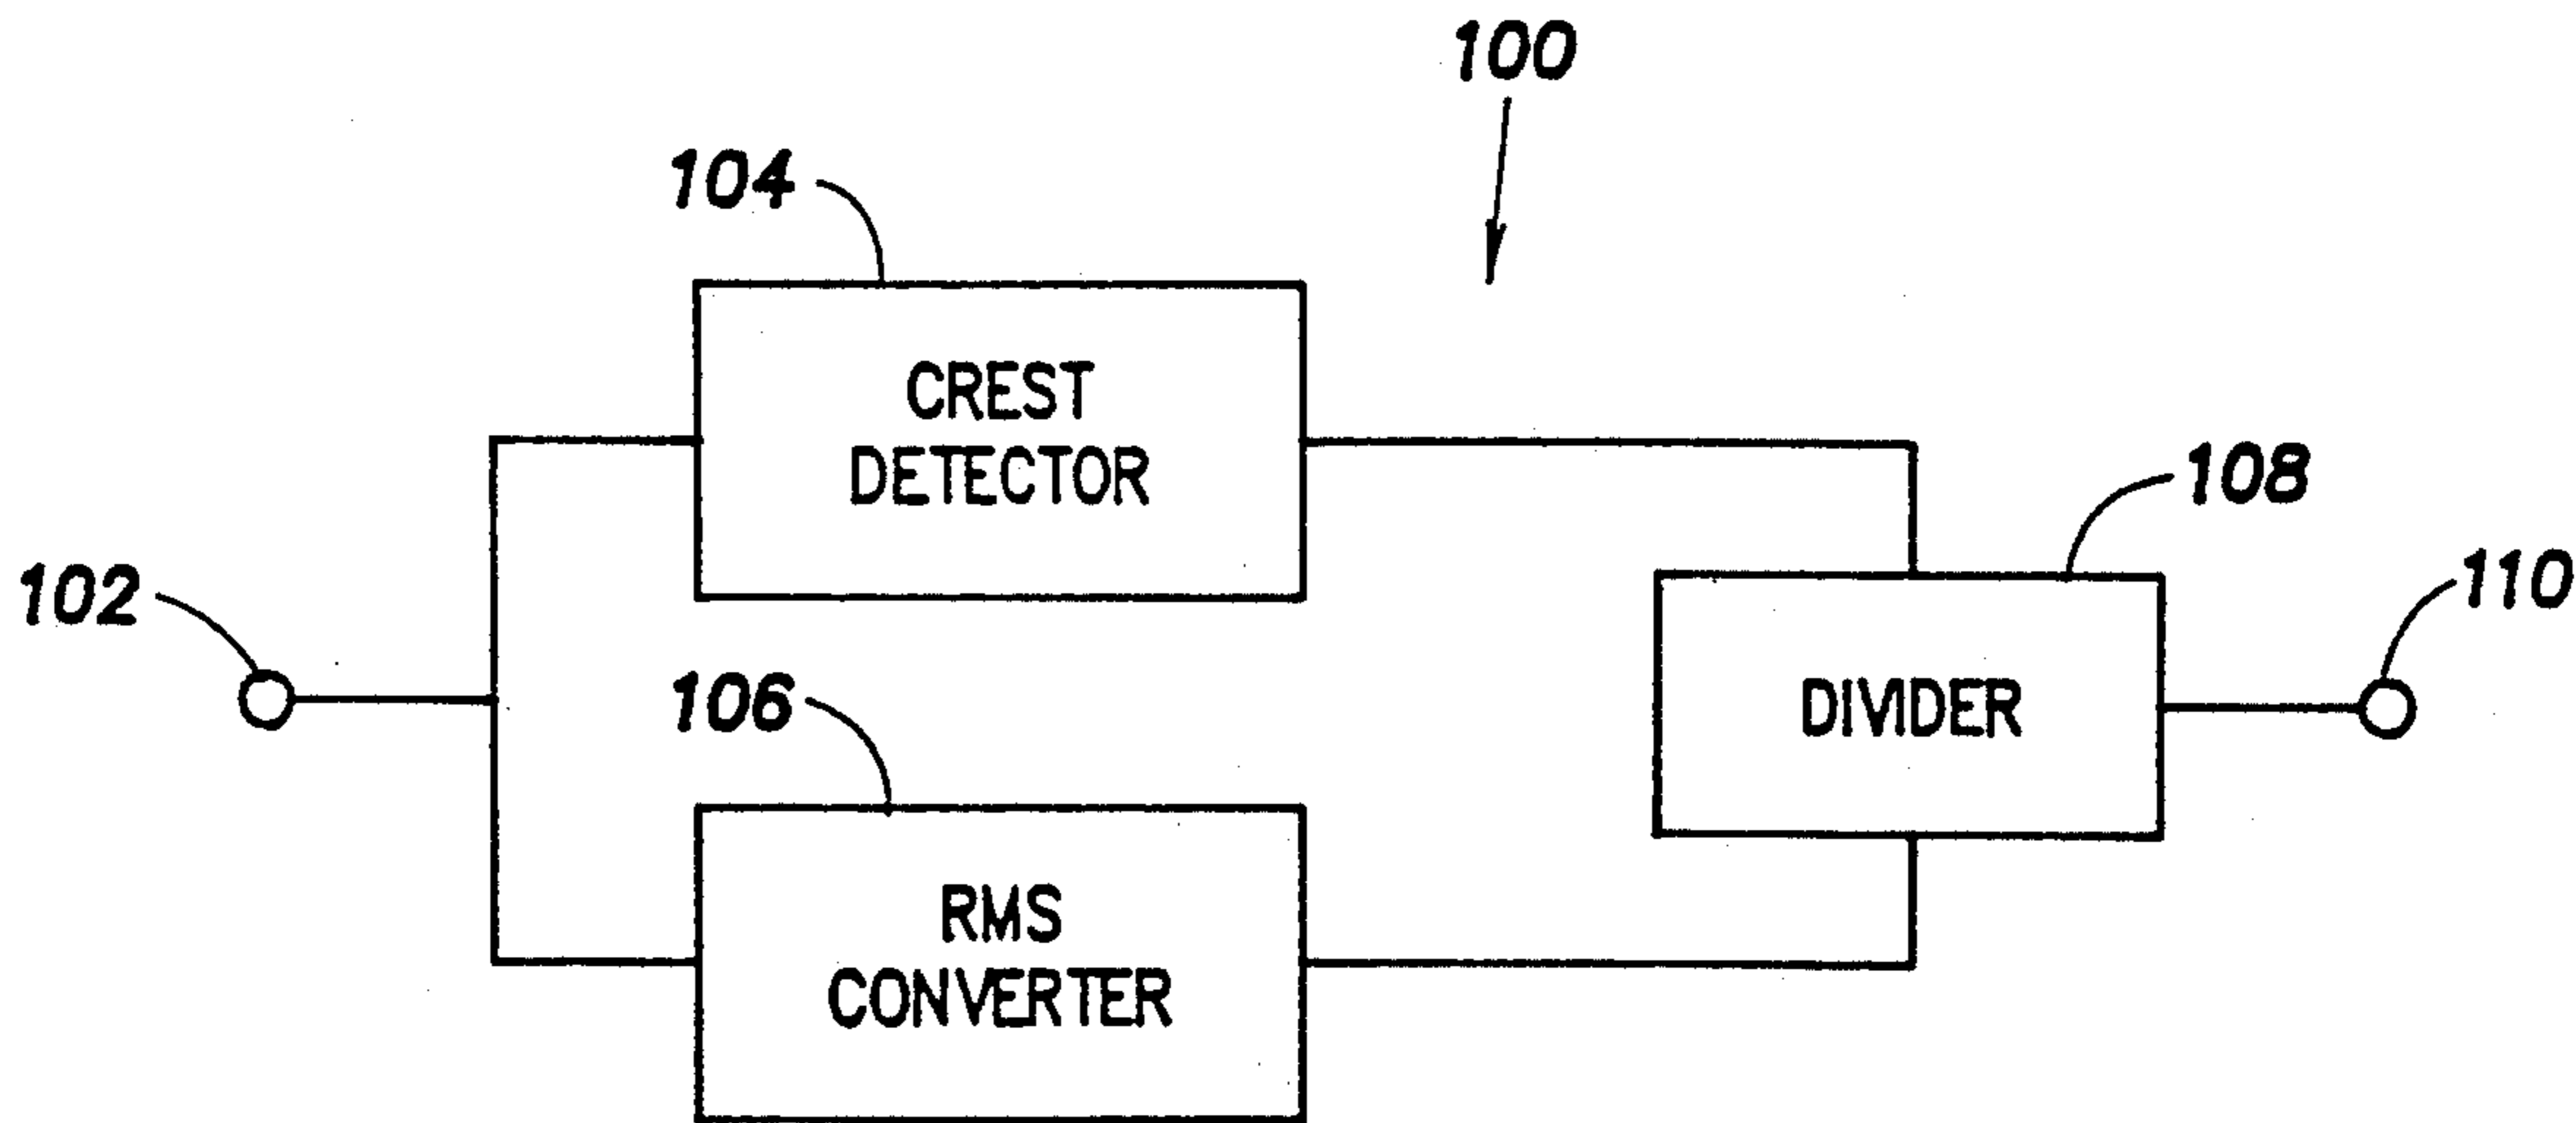 100
104
CREST
DETECTOR
108
102
110
106
DIVIDER
RMS
CONVERTER